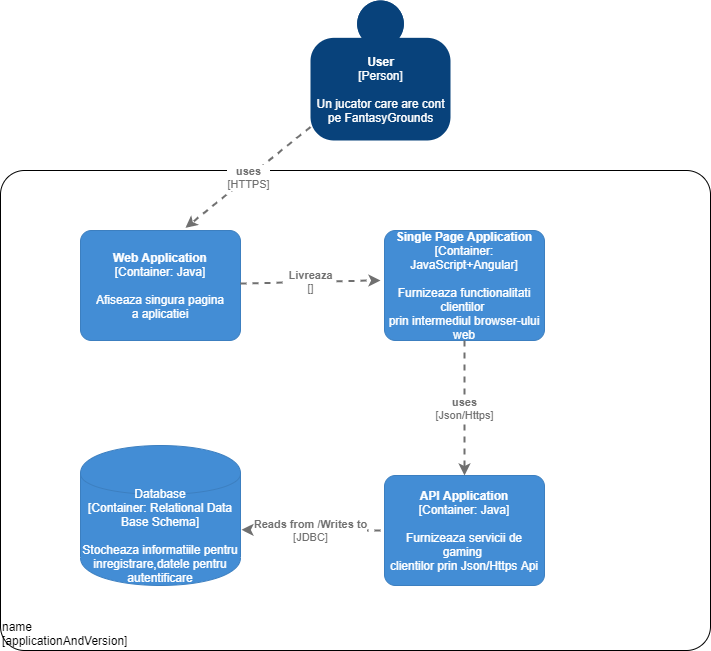 User
[Person]
Un jucator care are cont
pe FantasyGrounds
uses
[HTTPS]
Web Application
[Container: Java]
Afiseaza singura pagina
a aplicatiei
Livreaza
[]
Single Page Application
[Container:
JavaScript+Angular]
Furnizeaza functionalitati
clientilor
prin intermediul browser-ului
web
uses
[Json/Https]
Database
[Container: Relational Data
Base Schema]
Stocheaza informatiile pentru
inregistrare,datele pentru
autentificare
Reads from /Writes to
[JDBC]
API Application
[Container: Java]
Furnizeaza servicii de
gaming
clientilor prin Json/Https Api
name
[applicationAndVersion]